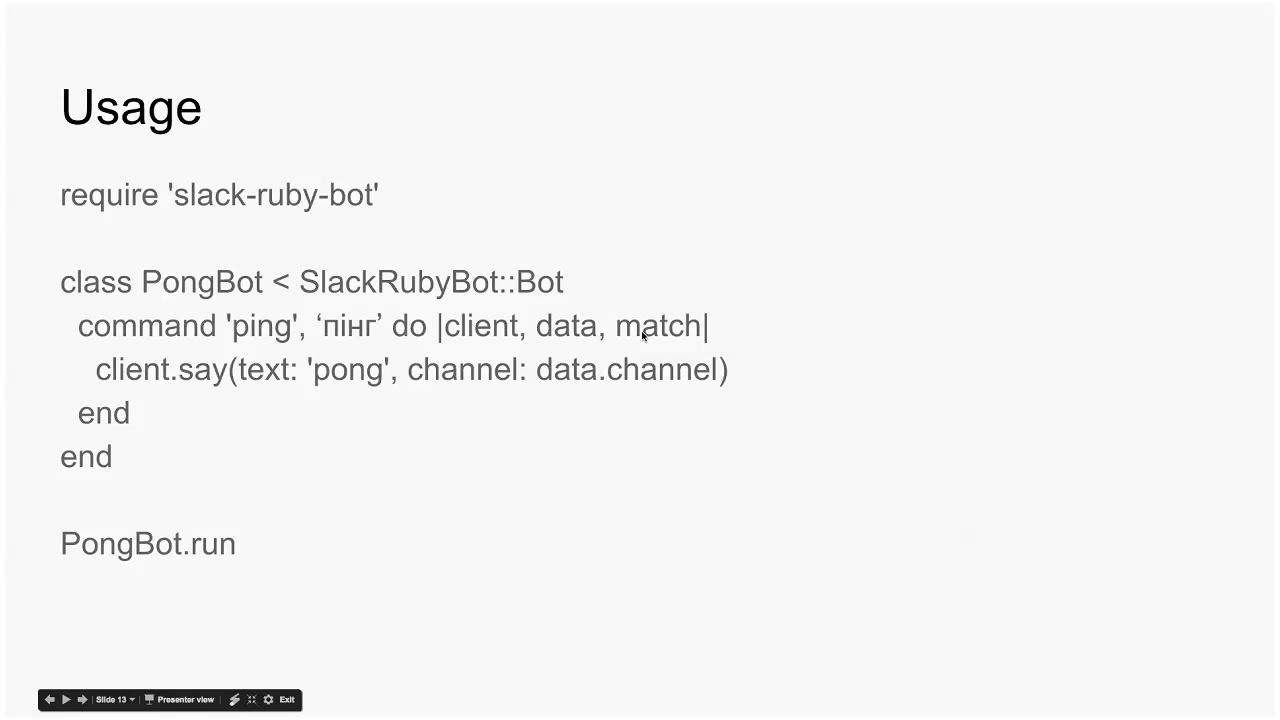 Usage
require 'slack-ruby-bot'
class PongBot < SlackRubyBot::Bot
command 'ping', ‘пінг’ do |client, data, match|
client.say(text: 'pong', channel: data.channel)
end
end
PongBot.run
Slide 13
Presenter view
Exit